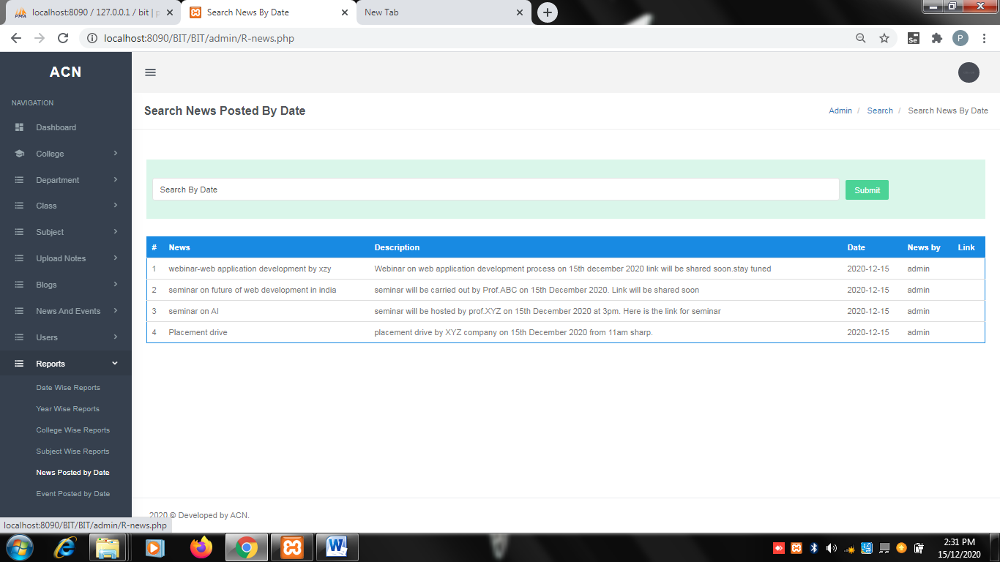 localhost:8090 / 127.0.0.1 / bit | p
Search News By Date
New Tab
localhost:8090/BIT/BIT/admin/R-news.php
Se
P
ACN
NAVIGATION
Dashboard
College
Department
Class
Subject
Upload Notes
Blogs
News And Events
Users
Reports
Date Wise Reports
Year Wise Reports
College Wise Reports
Subject Wise Reports
News Posted by Date
Event Posted by Date
Search News Posted By Date
Admin / Search / Search News By Date
Search By Date
Submit
# News Description Date News by Link
1 webinar-web application development by xzy Webinar on web application development process on 15th december 2020 link will be shared soon.stay tuned 2020-12-15 admin
2 seminar on future of web development in india seminar will be carried out by Prof.ABC on 15th December 2020. Link will be shared soon 2020-12-15 admin
3 seminar on AI seminar will be hosted by prof.XYZ on 15th December 2020 at 3pm. Here is the link for seminar 2020-12-15 admin
4 Placement drive placement drive by XYZ company on 15th December 2020 from 11am sharp. 2020-12-15 admin
2020 © Developed by ACN.
localhost:8090/BIT/BIT/admin/R-news.php
2:31 PM
15/12/2020